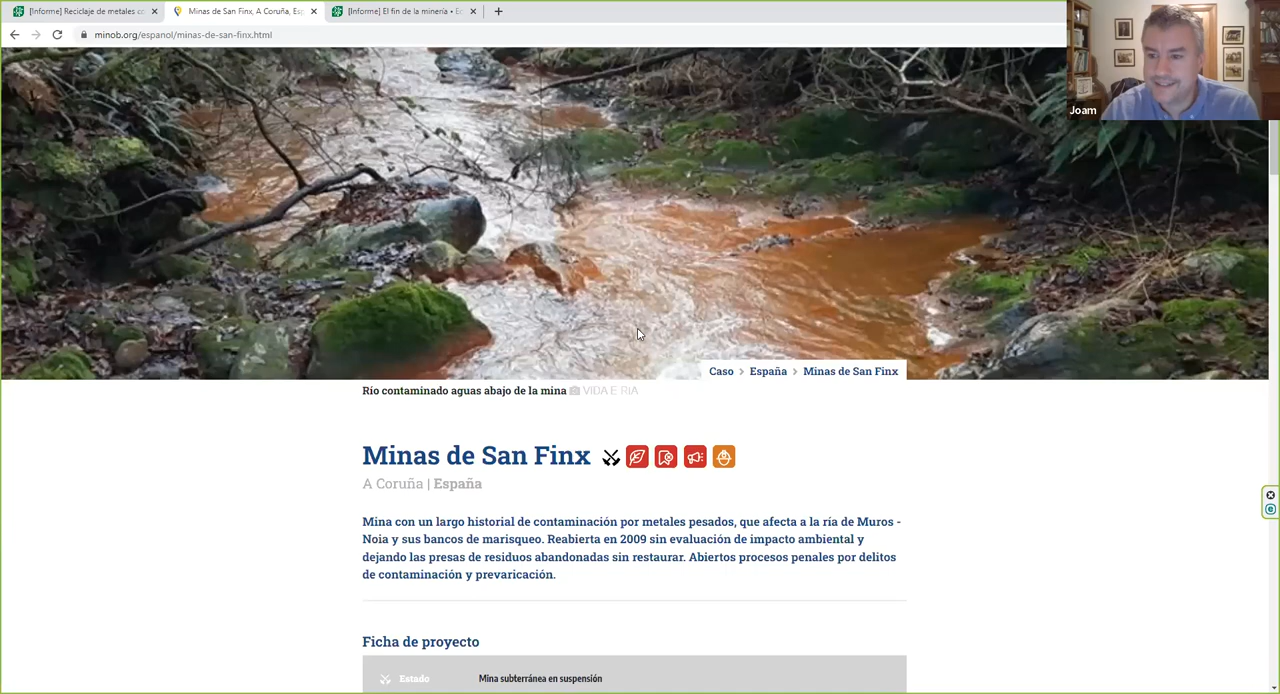 [Informe] Reciclaje de metales co
Minas de San Finx, A Coruña, Esp
[Informe] El fin de la minería • Ec
minob.org/espanol/minas-de-san-finx.html
Joam
Caso > España > Minas de San Finx
Río contaminado aguas abajo de la mina VIDA E RIA
Minas de San Finx
A Coruña | España
Mina con un largo historial de contaminación por metales pesados, que afecta a la ría de Muros -
Noia y sus bancos de marisqueo. Reabierta en 2009 sin evaluación de impacto ambiental y
dejando las presas de residuos abandonadas sin restaurar. Abiertos procesos penales por delitos
de contaminación y prevaricación.
Ficha de proyecto
Estado Mina subterránea en suspensión